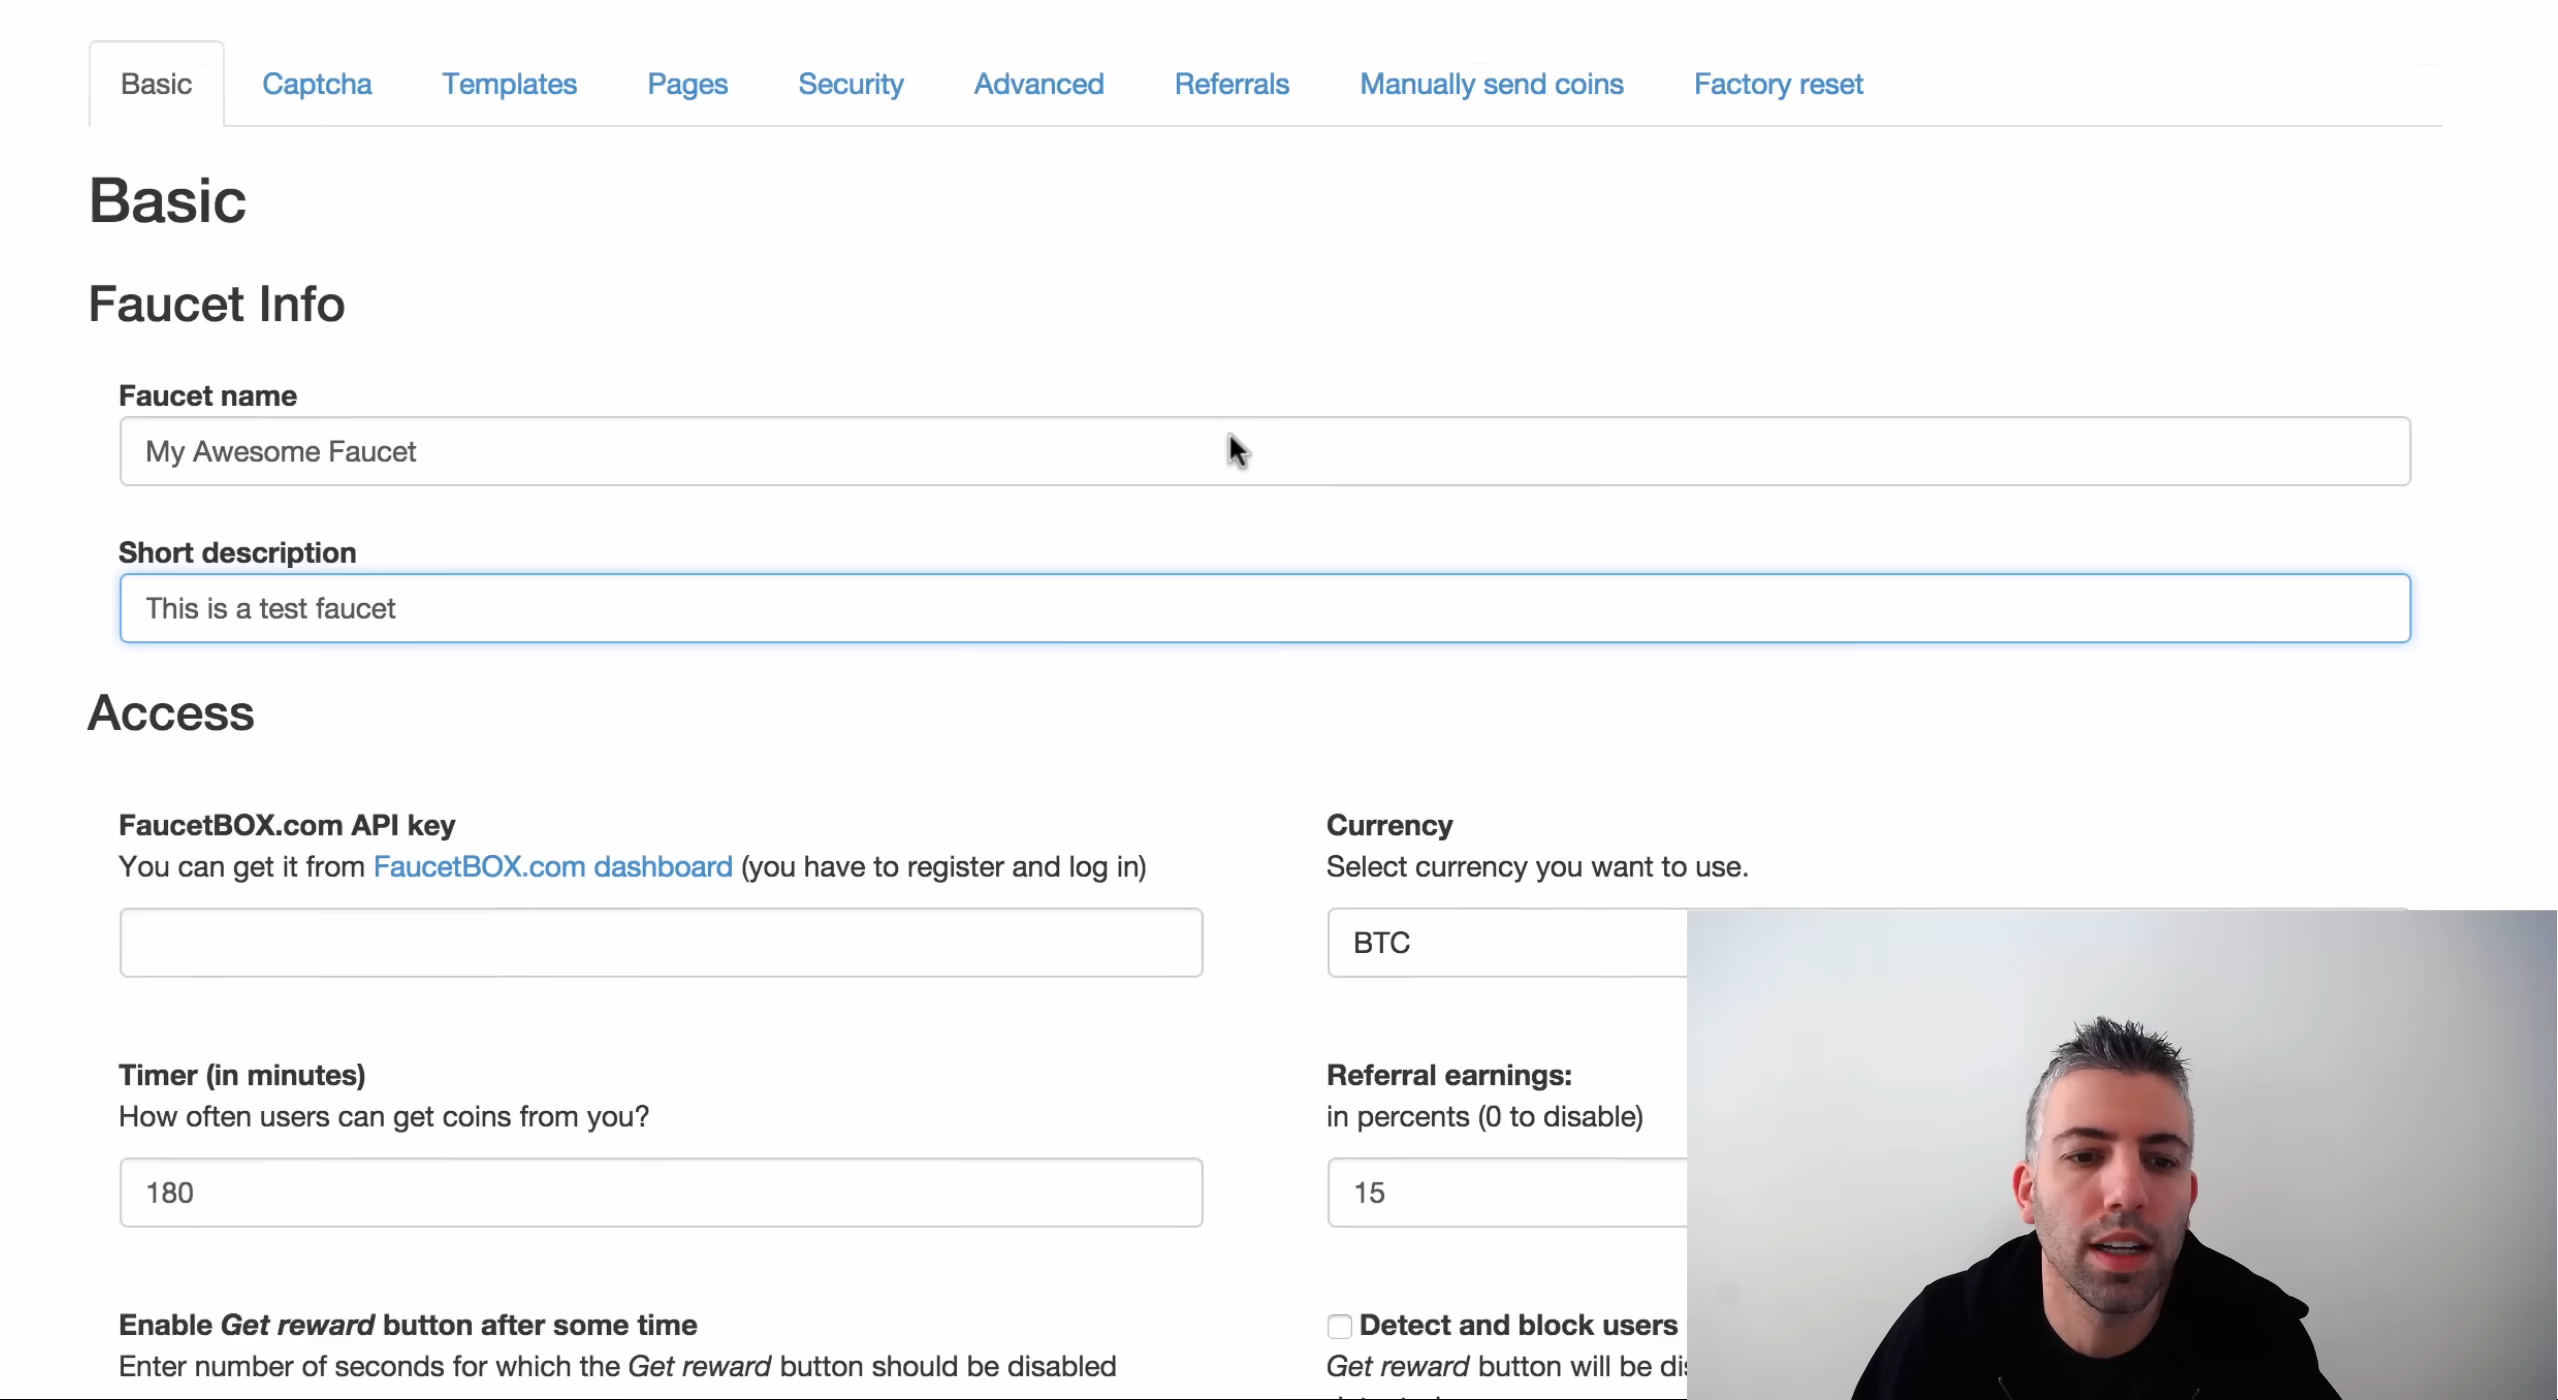 Basic Captcha Templates Pages Security Advanced Referrals Manually send coins Factory reset
Basic
Faucet Info
Faucet name
My Awesome Faucet
Short description
This is a test faucet
Access
FaucetBOX.com API key
You can get it from FaucetBOX.com dashboard (you have to register and log in)
Currency
Select currency you want to use.
BTC
Timer (in minutes)
How often users can get coins from you?
180
Referral earnings:
in percents (0 to disable)
15
Enable Get reward button after some time
Enter number of seconds for which the Get reward button should be disabled
Detect and block users
Get reward button will be